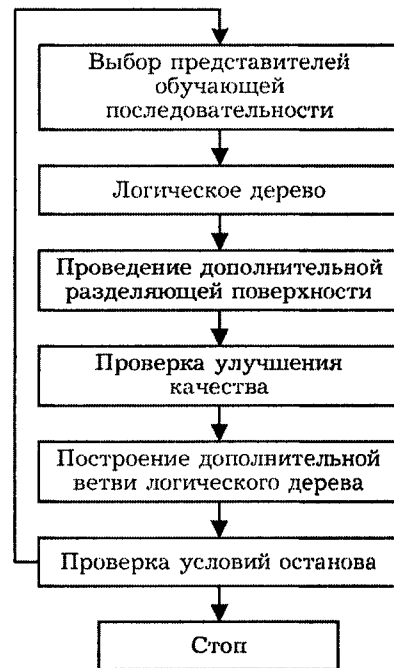 Выбор представителей
обучающей
последовательности
Логическое дерево
Проведение дополнительной
разделяющей поверхности
Проверка улучшения
качества
Построение дополнительной
ветви логического дерева
Проверка условий останова
Стоп